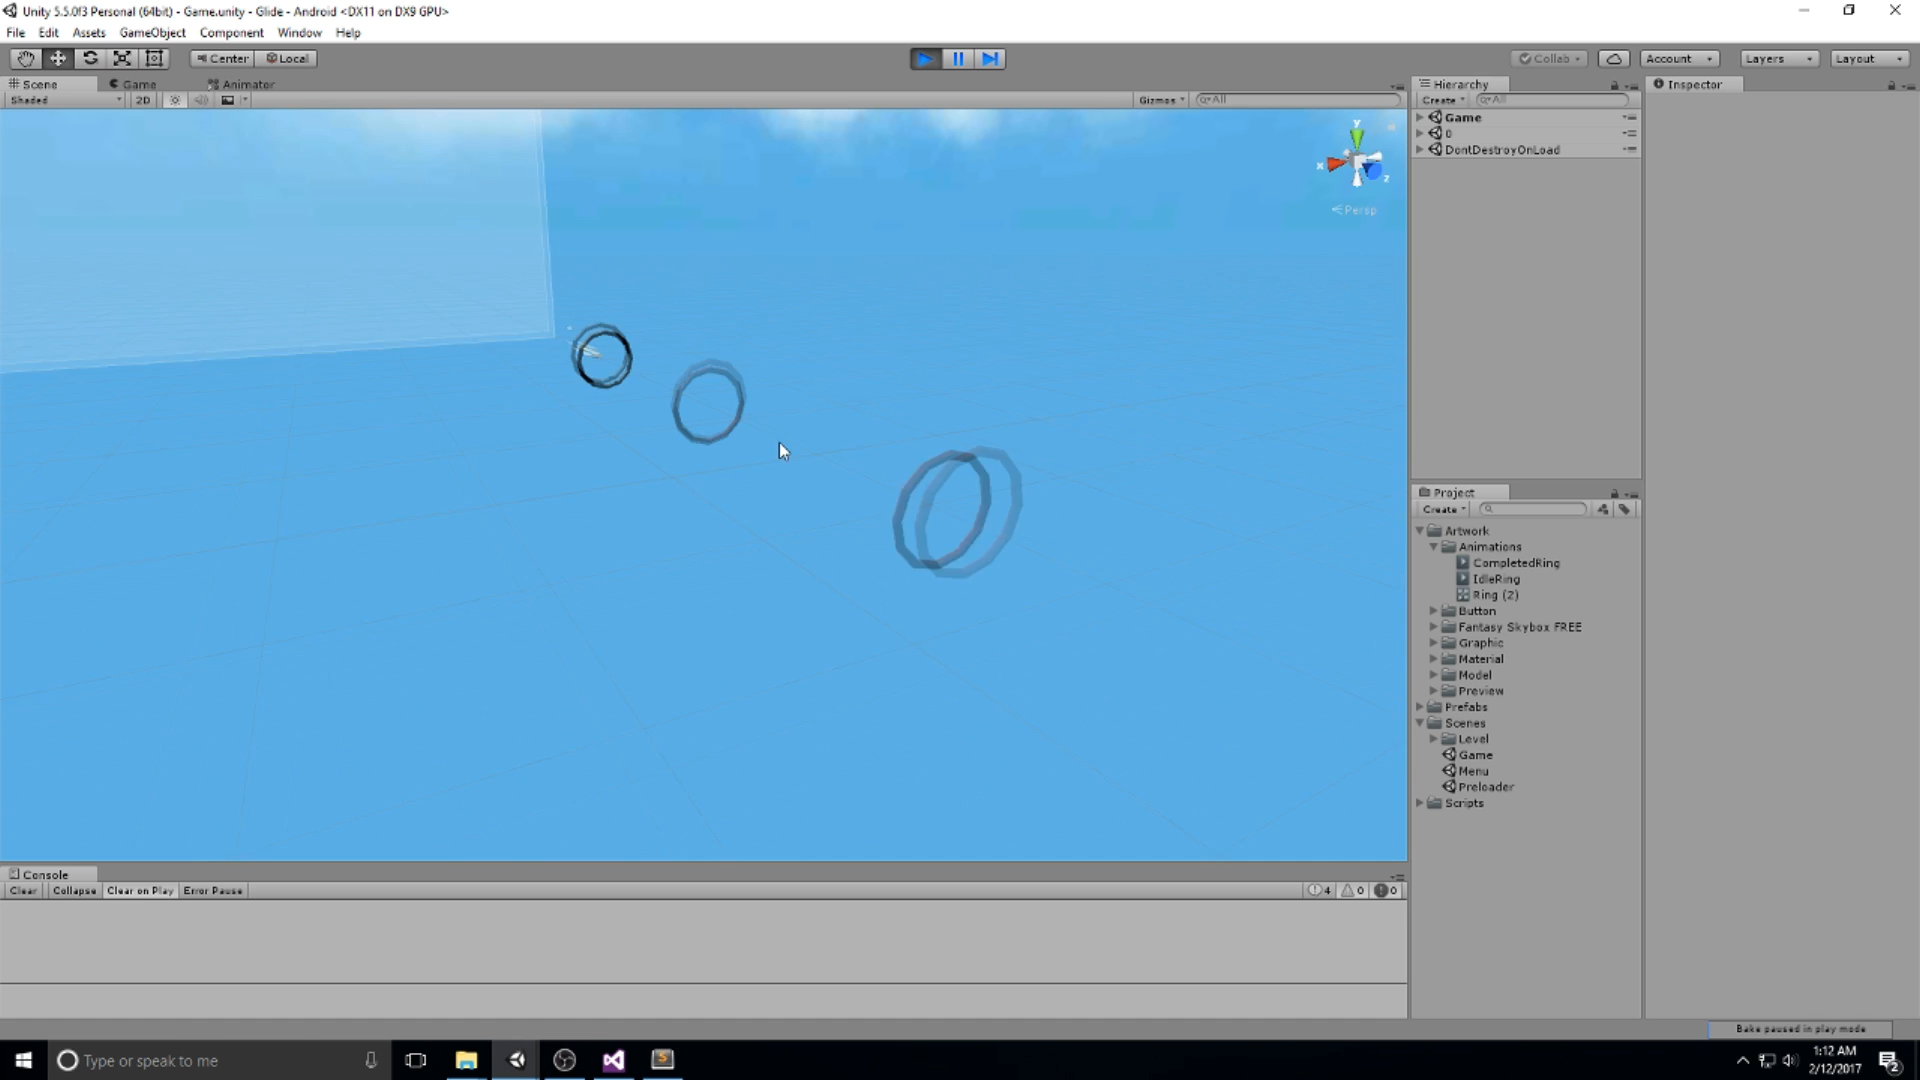 Unity 5.5.0f3 Personal (64bit) - Game.unity - Glide - Android <DX11 on DX9 GPU>
File Edit Assets GameObject Component Window Help
Center Local
Collab Account Layers Layout
Scene Game Animator
Shaded 2D Gizmos All
y
x
z
Persp
Hierarchy
Create All
Game
0
DontDestroyOnLoad
Inspector
Project
Create
Artwork
Animations
CompletedRing
IdleRing
Ring (2)
Button
Fantasy Skybox FREE
Graphic
Material
Model
Preview
Prefabs
Scenes
Level
Game
Menu
Preloader
Scripts
Console
Clear Collapse Clear on Play Error Pause 4 0 0
Bake paused in play mode
Type or speak to me
1:12 AM
2/12/2017
2